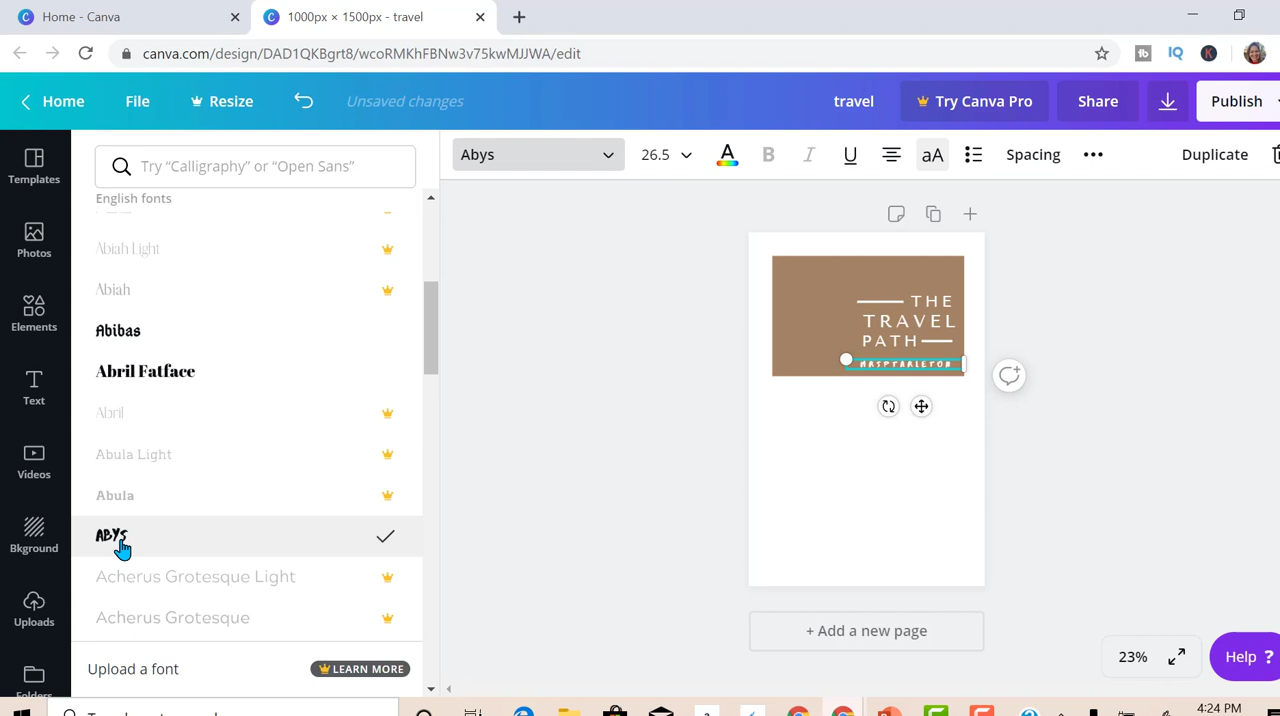 Home - Canva
1000px × 1500px - travel
canva.com/design/DAD1QKBgrt8/wcoRMKhFBNw3v75kwMJJWA/edit
Home
File
Resize
Unsaved changes
travel
Try Canva Pro
Share
Publish
Templates
Photos
Elements
Text
Videos
Bkground
Uploads
Folders
Try “Calligraphy” or “Open Sans”
English fonts
Abiah Light
Abiah
Abibas
Abril Fatface
Abril
Abula Light
Abula
ABYS
Acherus Grotesque Light
Acherus Grotesque
Upload a font
LEARN MORE
Abys
26.5
A
B
I
U
aA
Spacing
Duplicate
THE
TRAVEL
PATH
+ Add a new page
23%
Help ?
4:24 PM